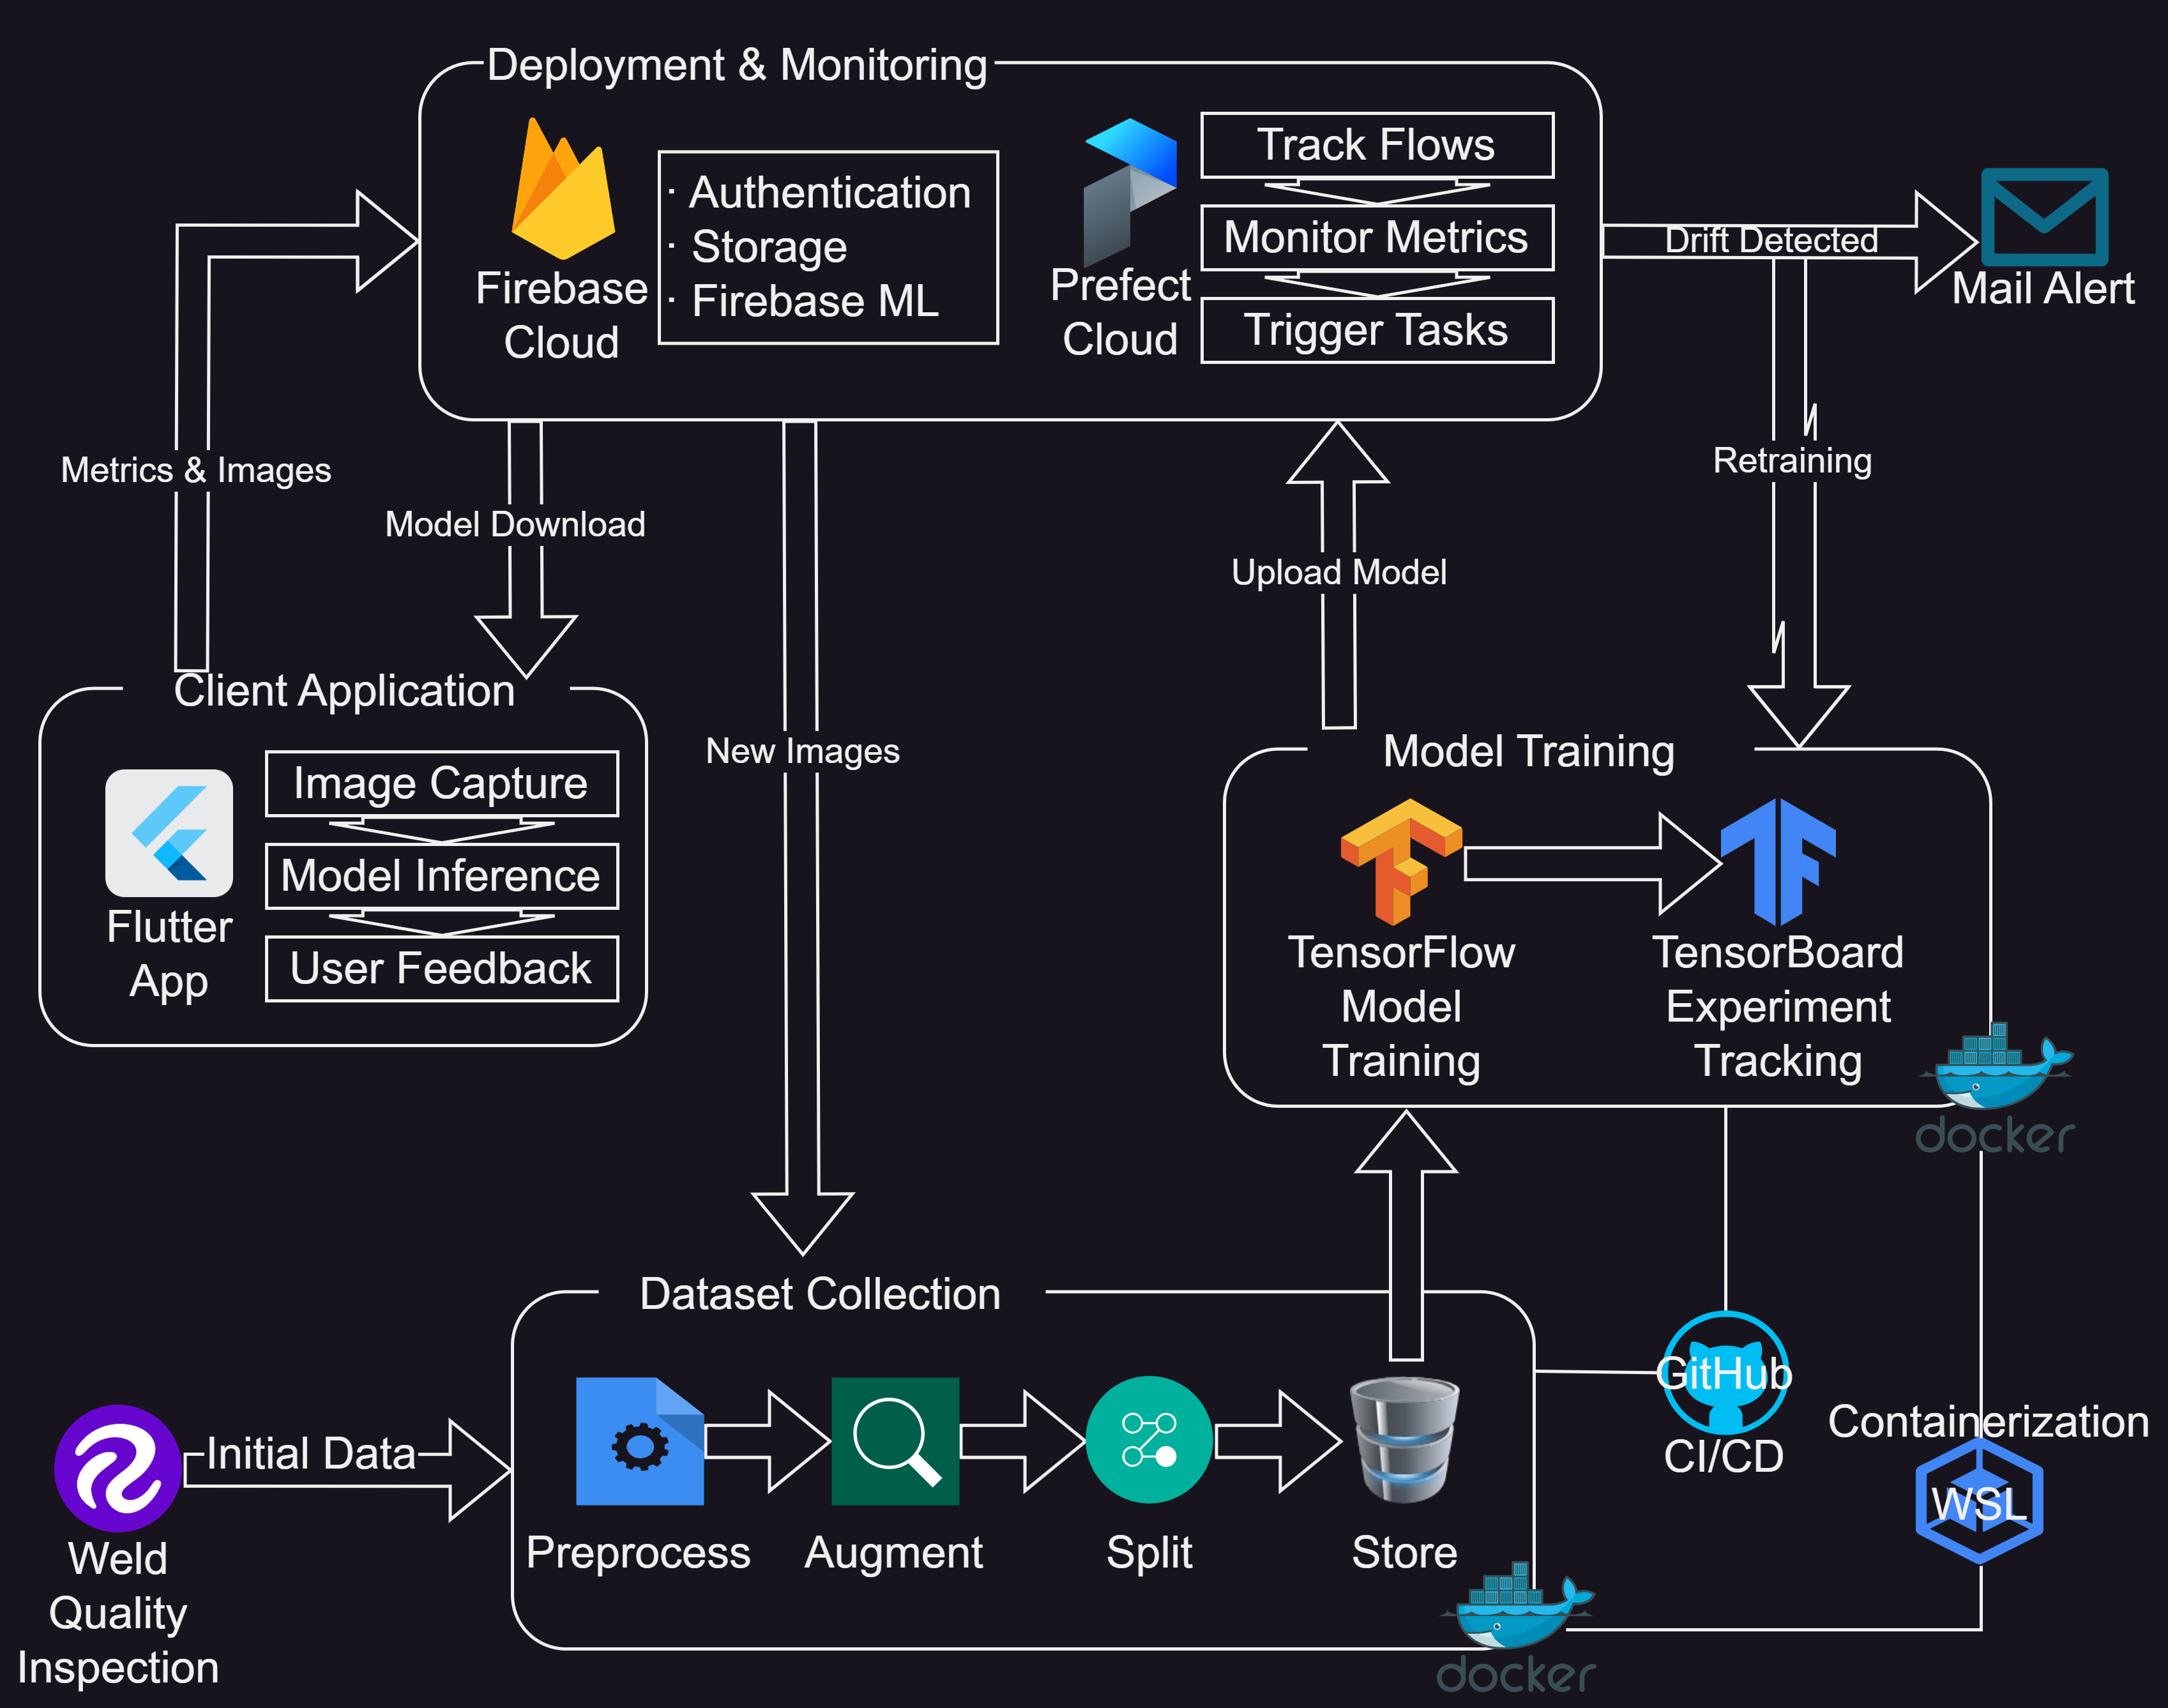 Deployment & Monitoring
Firebase
Cloud
· Authentication
· Storage
· Firebase ML
Prefect
Cloud
Track Flows
Monitor Metrics
Trigger Tasks
Drift Detected
Mail Alert
Metrics & Images
Model Download
New Images
Upload Model
Retraining
Client Application
Flutter
App
Image Capture
Model Inference
User Feedback
Model Training
TensorFlow
Model
Training
TensorBoard
Experiment
Tracking
docker
Dataset Collection
Weld
Quality
Inspection
Initial Data
Preprocess
Augment
Split
Store
docker
GitHub
CI/CD
Containerization
WSL